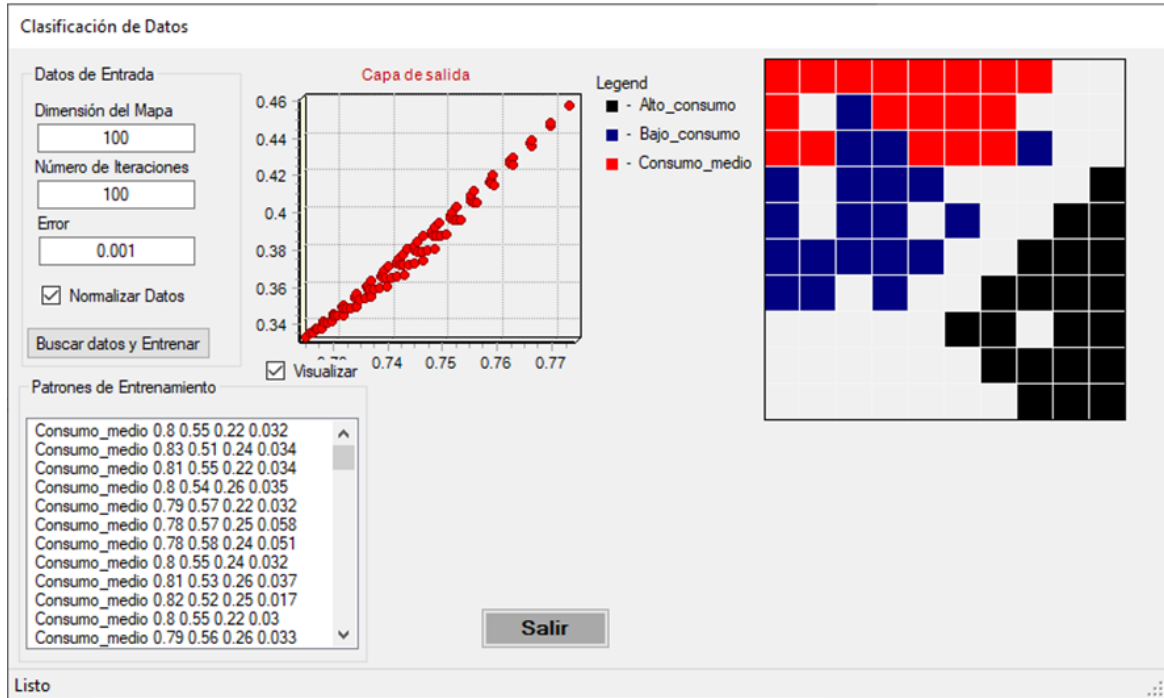 Clasificación de Datos
Datos de Entrada
Dimensión del Mapa
100
Número de Iteraciones
100
Error
0.001
Normalizar Datos
Buscar datos y Entrenar
Capa de salida
0.46
0.44
0.42
0.4
0.38
0.36
0.34
0.74 0.75 0.76 0.77
Visualizar
Legend
- Alto_consumo
- Bajo_consumo
- Consumo_medio
Patrones de Entrenamiento
Consumo_medio 0.8 0.55 0.22 0.032
Consumo_medio 0.83 0.51 0.24 0.034
Consumo_medio 0.81 0.55 0.22 0.034
Consumo_medio 0.8 0.54 0.26 0.035
Consumo_medio 0.79 0.57 0.22 0.032
Consumo_medio 0.78 0.57 0.25 0.058
Consumo_medio 0.78 0.58 0.24 0.051
Consumo_medio 0.8 0.55 0.24 0.032
Consumo_medio 0.81 0.53 0.26 0.037
Consumo_medio 0.82 0.52 0.25 0.017
Consumo_medio 0.8 0.55 0.22 0.03
Consumo_medio 0.79 0.56 0.26 0.033
Salir
Listo